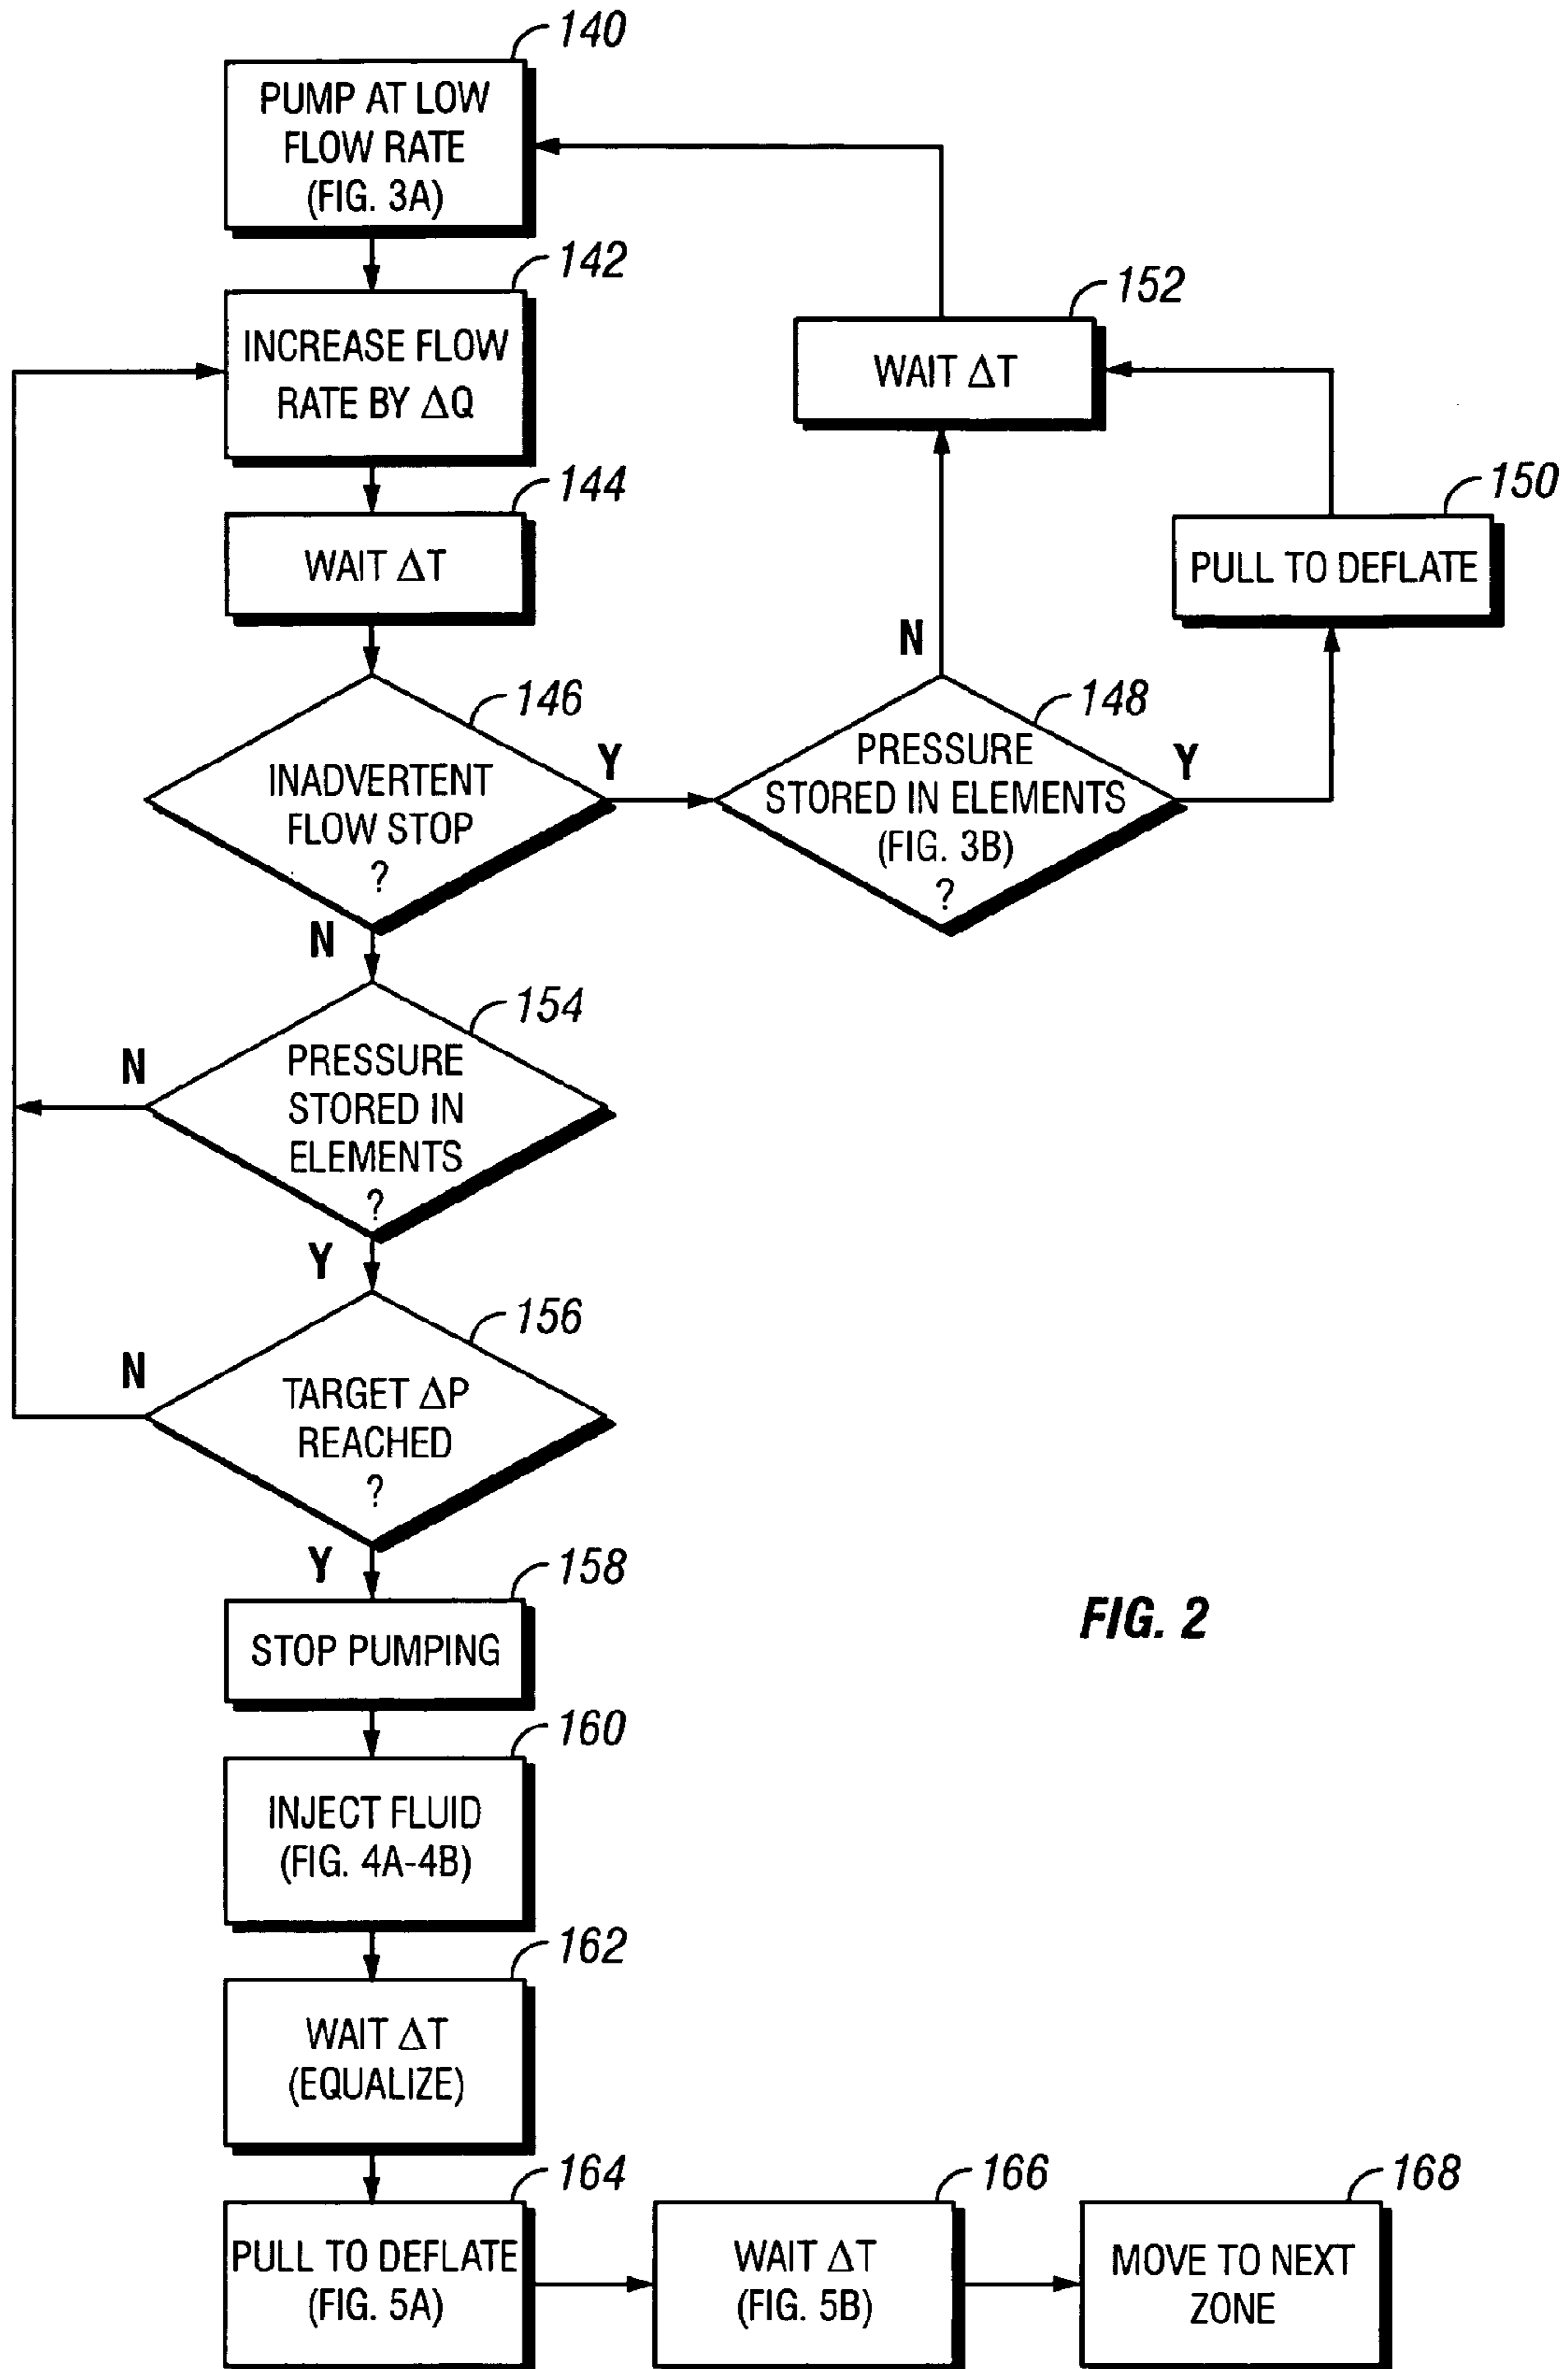 140
PUMP AT LOW
FLOW RATE
(FIG. 3A)
142
INCREASE FLOW
RATE BY ΔQ
152
WAIT ΔT
144
WAIT ΔT
150
PULL TO DEFLATE
146
INADVERTENT
FLOW STOP
?
Y
N
148
PRESSURE
STORED IN ELEMENTS
(FIG. 3B)
?
N
Y
154
PRESSURE
STORED IN
ELEMENTS
?
N
Y
156
TARGET ΔP
REACHED
?
N
Y
158
STOP PUMPING
FIG. 2
160
INJECT FLUID
(FIG. 4A-4B)
162
WAIT ΔT
(EQUALIZE)
164
PULL TO DEFLATE
(FIG. 5A)
166
WAIT ΔT
(FIG. 5B)
168
MOVE TO NEXT
ZONE